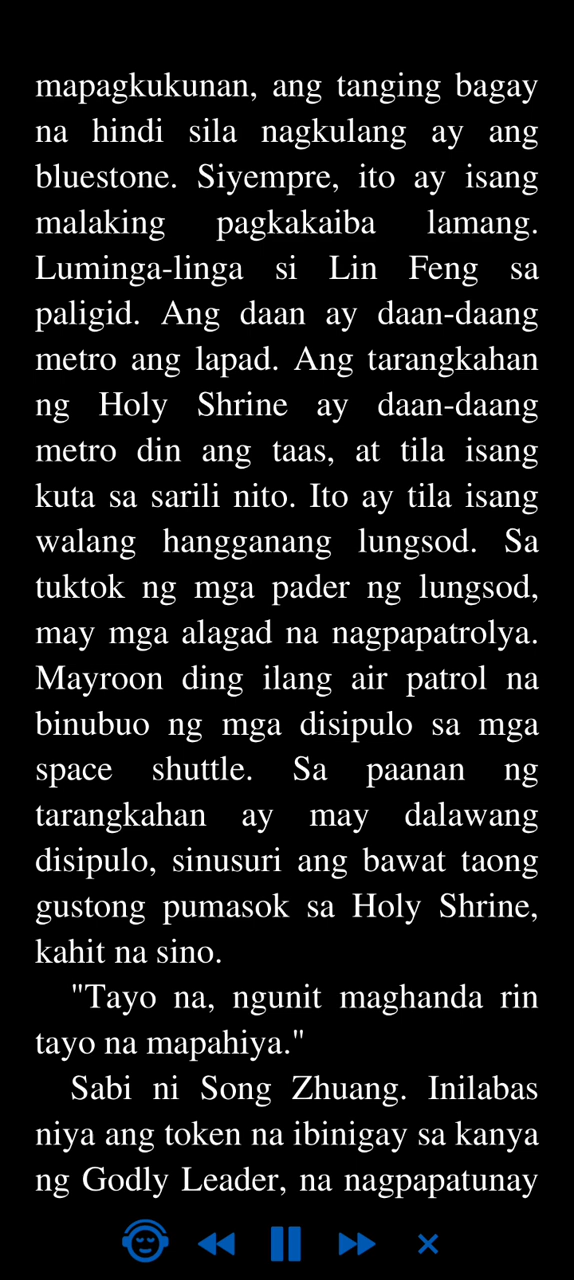 mapagkukunan, ang tanging bagay
na hindi sila nagkulang ay ang
bluestone. Siyempre, ito ay isang
malaking pagkakaiba lamang.
Luminga-linga si Lin Feng sa
paligid. Ang daan ay daan-daang
metro ang lapad. Ang tarangkahan
ng Holy Shrine ay daan-daang
metro din ang taas, at tila isang
kuta sa sarili nito. Ito ay tila isang
walang hangganang lungsod. Sa
tuktok ng mga pader ng lungsod,
may mga alagad na nagpapatrolya.
Mayroon ding ilang air patrol na
binubuo ng mga disipulo sa mga
space shuttle. Sa paanan ng
tarangkahan ay may dalawang
disipulo, sinusuri ang bawat taong
gustong pumasok sa Holy Shrine,
kahit na sino.
"Tayo na, ngunit maghanda rin
tayo na mapahiya."
Sabi ni Song Zhuang. Inilabas
niya ang token na ibinigay sa kanya
ng Godly Leader, na nagpapatunay